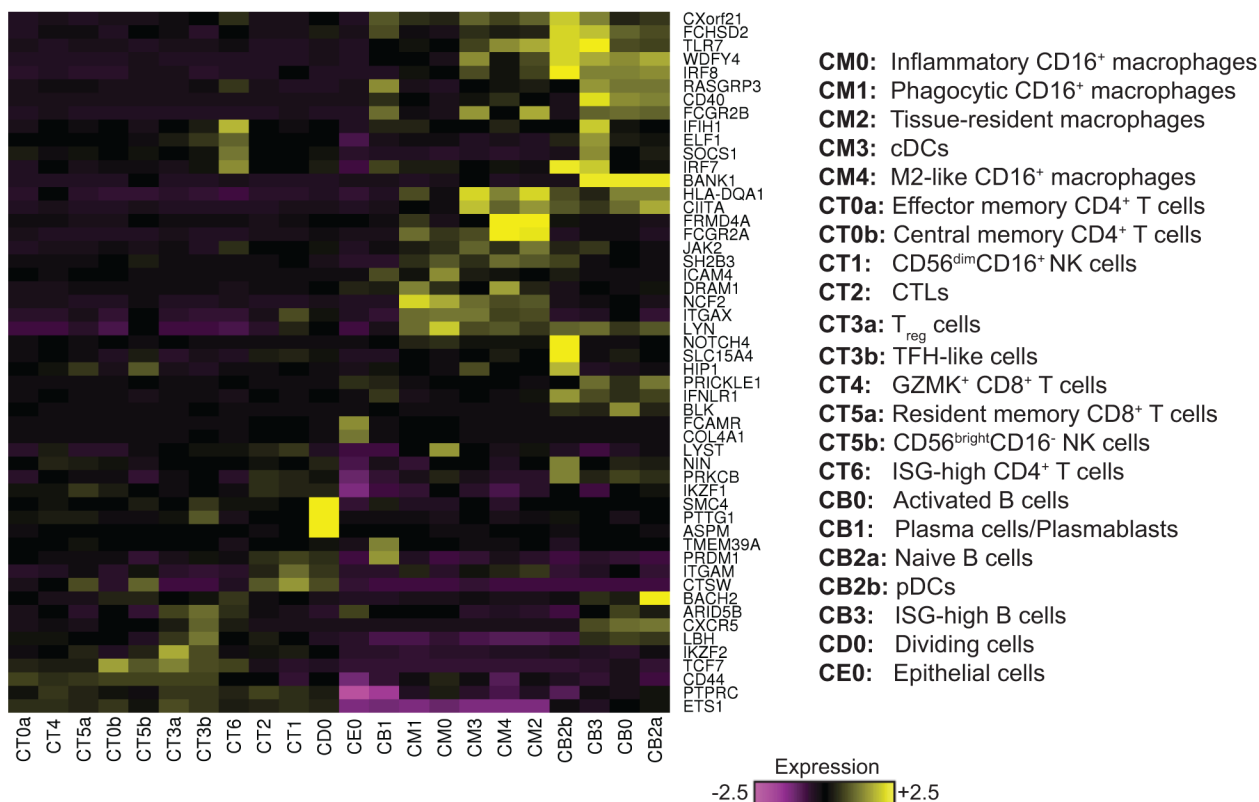 CXorf21
FCHSD2
TLR7
WDFY4
IRF8
RASGRP3
CD40
FCGR2B
IFIH1
ELF1
SOCS1
IRF7
BANK1
HLA-DQA1
CIITA
FRMD4A
FCGR2A
JAK2
SH2B3
ICAM4
DRAM1
NCF2
ITGAX
LYN
NOTCH4
SLC15A4
HIP1
PRICKLE1
IFNLR1
BLK
FCAMR
COL4A1
LYST
NIN
PRKCB
IKZF1
SMC4
PTTG1
ASPM
TMEM39A
PRDM1
ITGAM
CTSW
BACH2
ARID5B
CXCR5
LBH
IKZF2
TCF7
CD44
PTPRC
ETS1
CT0a CT4 CT5a CT0b CT5b CT3a CT3b CT6 CT2 CT1 CD0 CE0 CB1 CM1 CM0 CM3 CM4 CM2 CB2b CB3 CB0 CB2a
CM0: Inflammatory CD16⁺ macrophages
CM1: Phagocytic CD16⁺ macrophages
CM2: Tissue-resident macrophages
CM3: cDCs
CM4: M2-like CD16⁺ macrophages
CT0a: Effector memory CD4⁺ T cells
CT0b: Central memory CD4⁺ T cells
CT1: CD56ᵈⁱᵐCD16⁺ NK cells
CT2: CTLs
CT3a: Treg cells
CT3b: TFH-like cells
CT4: GZMK⁺ CD8⁺ T cells
CT5a: Resident memory CD8⁺ T cells
CT5b: CD56ᵇʳⁱᵍʰᵗCD16⁻ NK cells
CT6: ISG-high CD4⁺ T cells
CB0: Activated B cells
CB1: Plasma cells/Plasmablasts
CB2a: Naive B cells
CB2b: pDCs
CB3: ISG-high B cells
CD0: Dividing cells
CE0: Epithelial cells
Expression
-2.5 +2.5